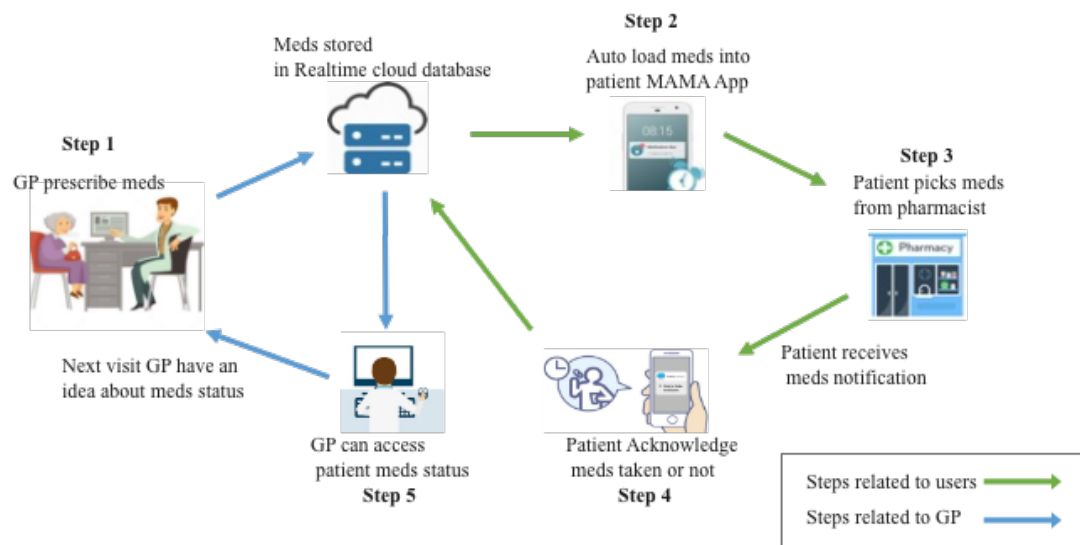 Step 1
GP prescribe meds
Meds stored
in Realtime cloud database
Step 2
Auto load meds into
patient MAMA App
08:15
Step 3
Patient picks meds
from pharmacist
Pharmacy
Patient receives
meds notification
Patient Acknowledge
meds taken or not
Step 4
GP can access
patient meds status
Step 5
Next visit GP have an
idea about meds status
Steps related to users
Steps related to GP